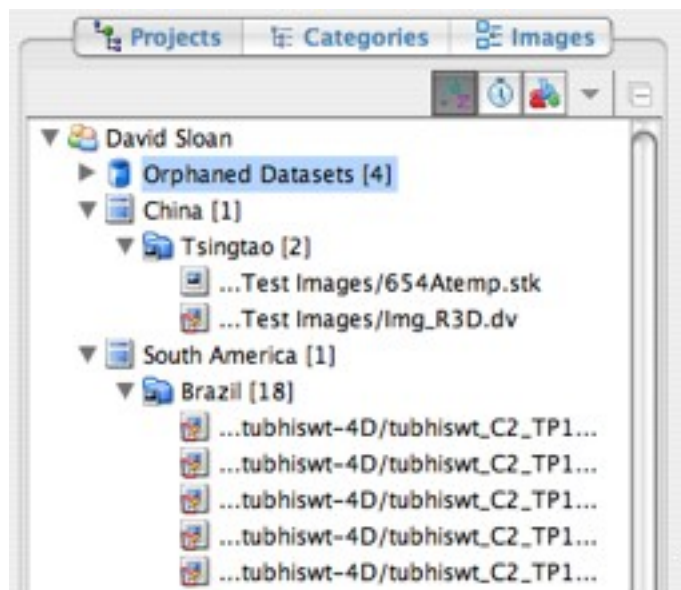 Projects Categories Images
David Sloan
Orphaned Datasets [4]
China [1]
Tsingtao [2]
...Test Images/654Atemp.stk
...Test Images/Img_R3D.dv
South America [1]
Brazil [18]
...tubhiswt-4D/tubhiswt_C2_TP1...
...tubhiswt-4D/tubhiswt_C2_TP1...
...tubhiswt-4D/tubhiswt_C2_TP1...
...tubhiswt-4D/tubhiswt_C2_TP1...
...tubhiswt-4D/tubhiswt_C2_TP1...